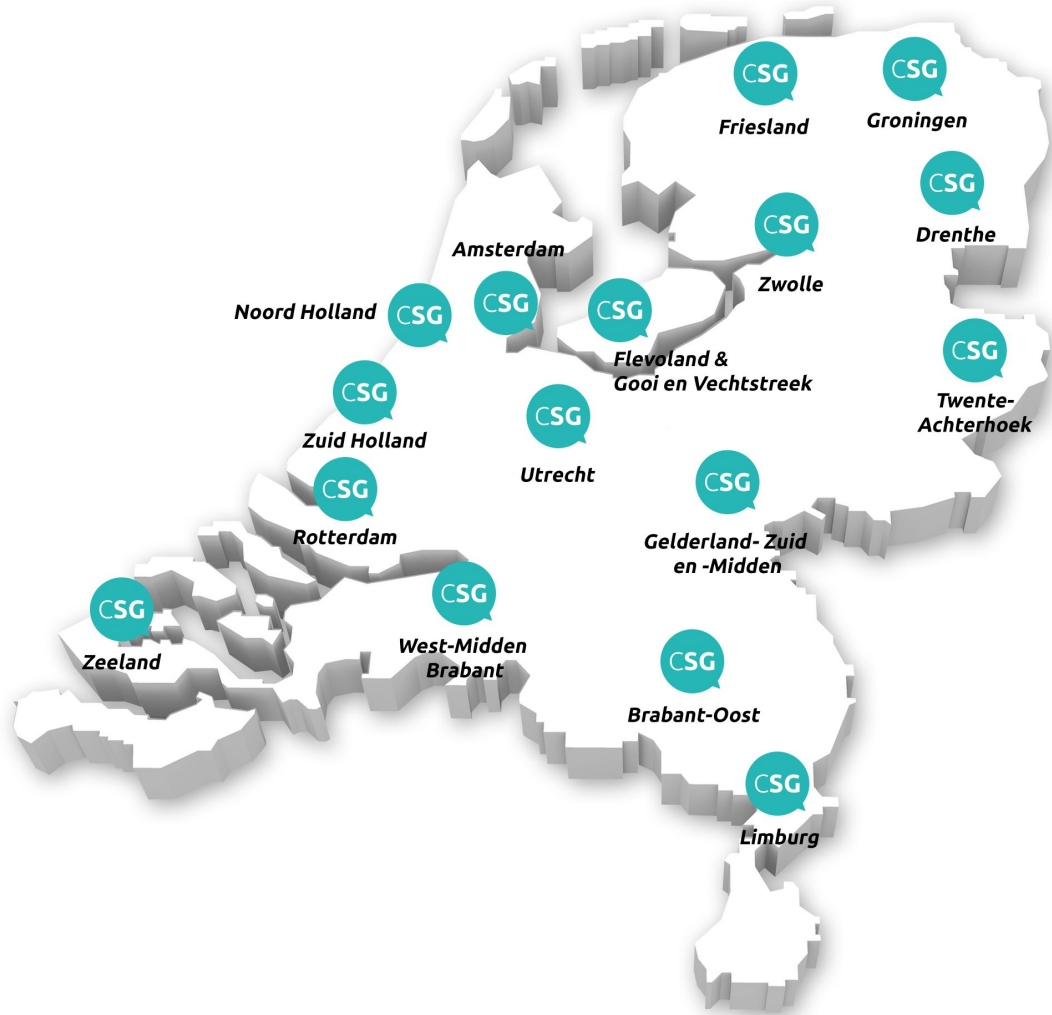 CSG
Friesland
CSG
Groningen
CSG
Drenthe
CSG
Zwolle
Amsterdam
CSG
Noord Holland
CSG
CSG
Flevoland &
Gooi en Vechtstreek
CSG
Twente-
Achterhoek
CSG
Zuid Holland
CSG
Utrecht
CSG
Rotterdam
CSG
Gelderland- Zuid
en -Midden
CSG
Zeeland
CSG
West-Midden
Brabant
CSG
Brabant-Oost
CSG
Limburg